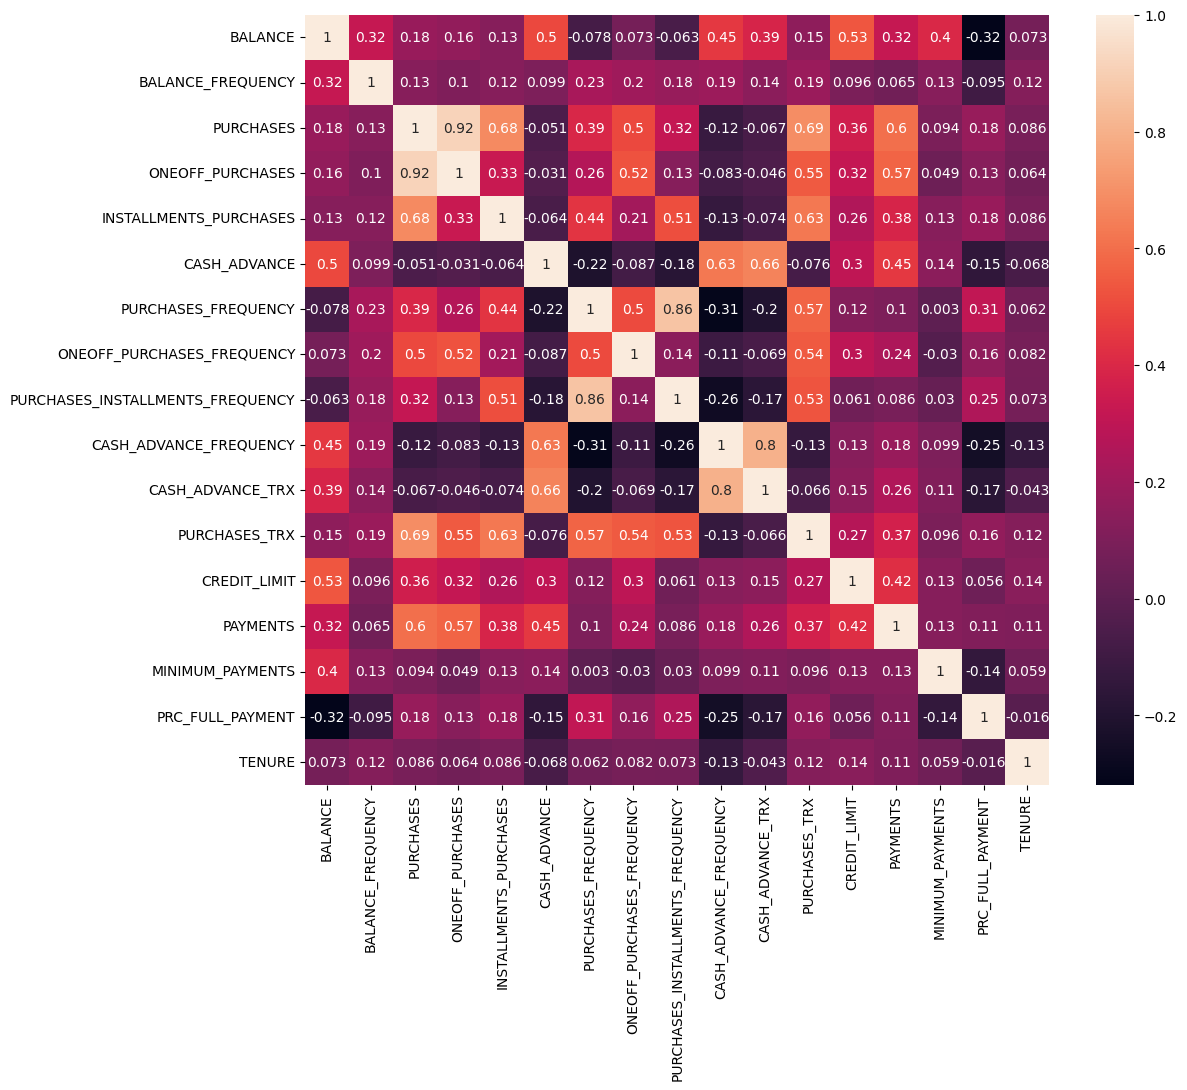 BALANCE 1 0.32 0.18 0.16 0.13 0.5 -0.078 0.073 -0.063 0.45 0.39 0.15 0.53 0.32 0.4 -0.32 0.073
BALANCE_FREQUENCY 0.32 1 0.13 0.1 0.12 0.099 0.23 0.2 0.18 0.19 0.14 0.19 0.096 0.065 0.13 -0.095 0.12
PURCHASES 0.18 0.13 1 0.92 0.68 -0.051 0.39 0.5 0.32 -0.12 -0.067 0.69 0.36 0.6 0.094 0.18 0.086
ONEOFF_PURCHASES 0.16 0.1 0.92 1 0.33 -0.031 0.26 0.52 0.13 -0.083 -0.046 0.55 0.32 0.57 0.049 0.13 0.064
INSTALLMENTS_PURCHASES 0.13 0.12 0.68 0.33 1 -0.064 0.44 0.21 0.51 -0.13 -0.074 0.63 0.26 0.38 0.13 0.18 0.086
CASH_ADVANCE 0.5 0.099 -0.051 -0.031 -0.064 1 -0.22 -0.087 -0.18 0.63 0.66 -0.076 0.3 0.45 0.14 -0.15 -0.068
PURCHASES_FREQUENCY -0.078 0.23 0.39 0.26 0.44 -0.22 1 0.5 0.86 -0.31 -0.2 0.57 0.12 0.1 0.003 0.31 0.062
ONEOFF_PURCHASES_FREQUENCY 0.073 0.2 0.5 0.52 0.21 -0.087 0.5 1 0.14 -0.11 -0.069 0.54 0.3 0.24 -0.03 0.16 0.082
PURCHASES_INSTALLMENTS_FREQUENCY -0.063 0.18 0.32 0.13 0.51 -0.18 0.86 0.14 1 -0.26 -0.17 0.53 0.061 0.086 0.03 0.25 0.073
CASH_ADVANCE_FREQUENCY 0.45 0.19 -0.12 -0.083 -0.13 0.63 -0.31 -0.11 -0.26 1 0.8 -0.13 0.13 0.18 0.099 -0.25 -0.13
CASH_ADVANCE_TRX 0.39 0.14 -0.067 -0.046 -0.074 0.66 -0.2 -0.069 -0.17 0.8 1 -0.066 0.15 0.26 0.11 -0.17 -0.043
PURCHASES_TRX 0.15 0.19 0.69 0.55 0.63 -0.076 0.57 0.54 0.53 -0.13 -0.066 1 0.27 0.37 0.096 0.16 0.12
CREDIT_LIMIT 0.53 0.096 0.36 0.32 0.26 0.3 0.12 0.3 0.061 0.13 0.15 0.27 1 0.42 0.13 0.056 0.14
PAYMENTS 0.32 0.065 0.6 0.57 0.38 0.45 0.1 0.24 0.086 0.18 0.26 0.37 0.42 1 0.13 0.11 0.11
MINIMUM_PAYMENTS 0.4 0.13 0.094 0.049 0.13 0.14 0.003 -0.03 0.03 0.099 0.11 0.096 0.13 0.13 1 -0.14 0.059
PRC_FULL_PAYMENT -0.32 -0.095 0.18 0.13 0.18 -0.15 0.31 0.16 0.25 -0.25 -0.17 0.16 0.056 0.11 -0.14 1 -0.016
TENURE 0.073 0.12 0.086 0.064 0.086 -0.068 0.062 0.082 0.073 -0.13 -0.043 0.12 0.14 0.11 0.059 -0.016 1
BALANCE
BALANCE_FREQUENCY
PURCHASES
ONEOFF_PURCHASES
INSTALLMENTS_PURCHASES
CASH_ADVANCE
PURCHASES_FREQUENCY
ONEOFF_PURCHASES_FREQUENCY
PURCHASES_INSTALLMENTS_FREQUENCY
CASH_ADVANCE_FREQUENCY
CASH_ADVANCE_TRX
PURCHASES_TRX
CREDIT_LIMIT
PAYMENTS
MINIMUM_PAYMENTS
PRC_FULL_PAYMENT
TENURE
1.0
0.8
0.6
0.4
0.2
0.0
−0.2